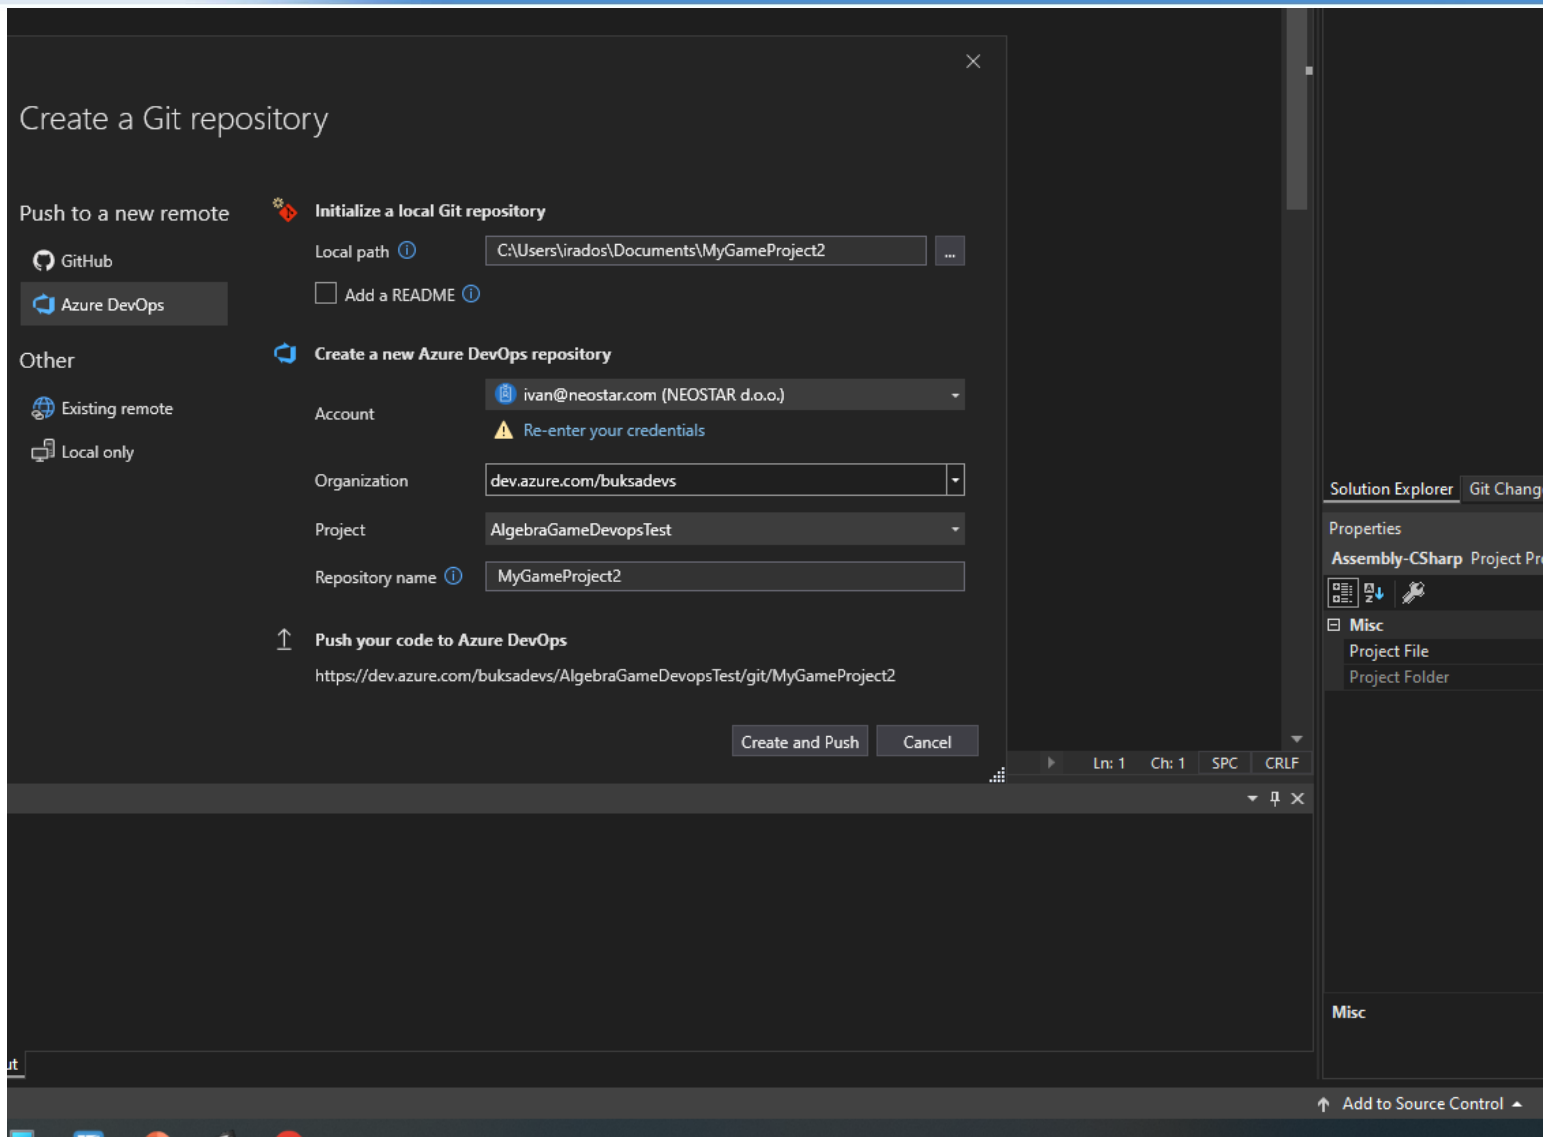 Create a Git repository
Push to a new remote
GitHub
Azure DevOps
Other
Existing remote
Local only
Initialize a local Git repository
Local path
C:\Users\irados\Documents\MyGameProject2
...
Add a README
Create a new Azure DevOps repository
Account
ivan@neostar.com (NEOSTAR d.o.o.)
Re-enter your credentials
Organization
dev.azure.com/buksadevs
Project
AlgebraGameDevopsTest
Repository name
MyGameProject2
Push your code to Azure DevOps
https://dev.azure.com/buksadevs/AlgebraGameDevopsTest/git/MyGameProject2
Create and Push Cancel
Ln: 1 Ch: 1 SPC CRLF
Solution Explorer Git Chang
Properties
Assembly-CSharp Project Pr
Misc
Project File
Project Folder
Misc
ut
Add to Source Control